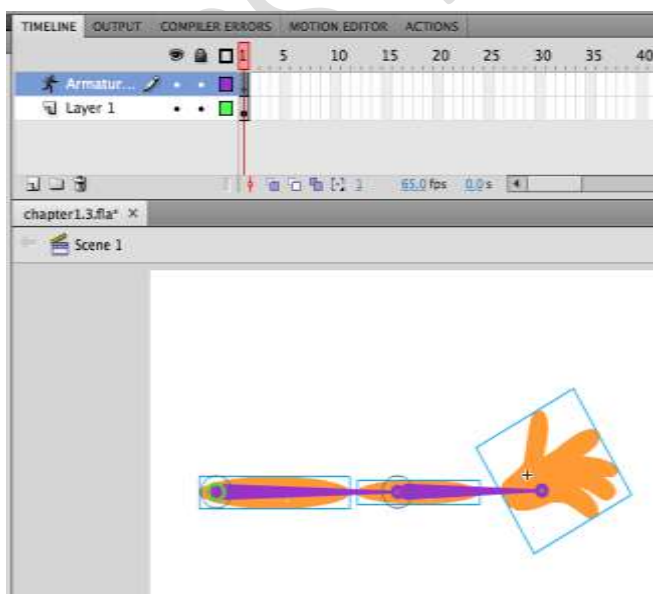 TIMELINE OUTPUT COMPILER ERRORS MOTION EDITOR ACTIONS
1 5 10 15 20 25 30 35 40
Armatur...
Layer 1
1 65.0 fps 0.0 s
chapter1.3.fla* ×
Scene 1